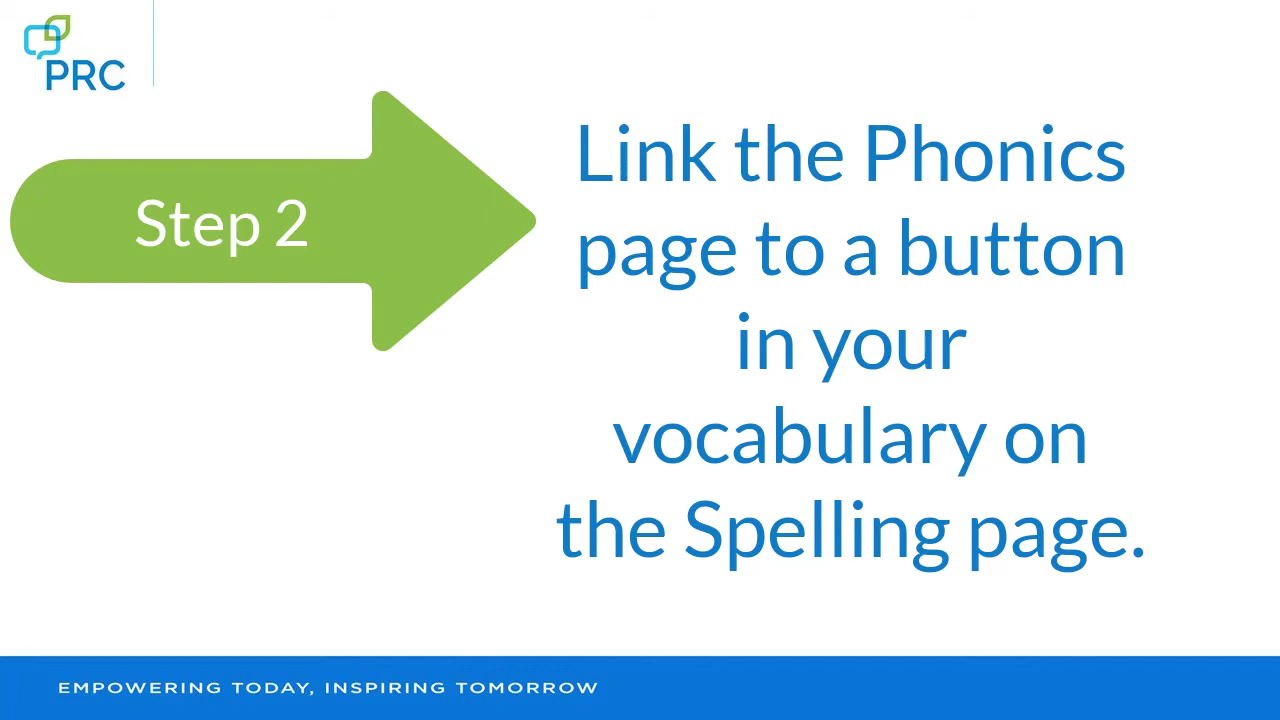 PRC
Step 2
Link the Phonics
page to a button
in your
vocabulary on
the Spelling page.
EMPOWERING TODAY, INSPIRING TOMORROW